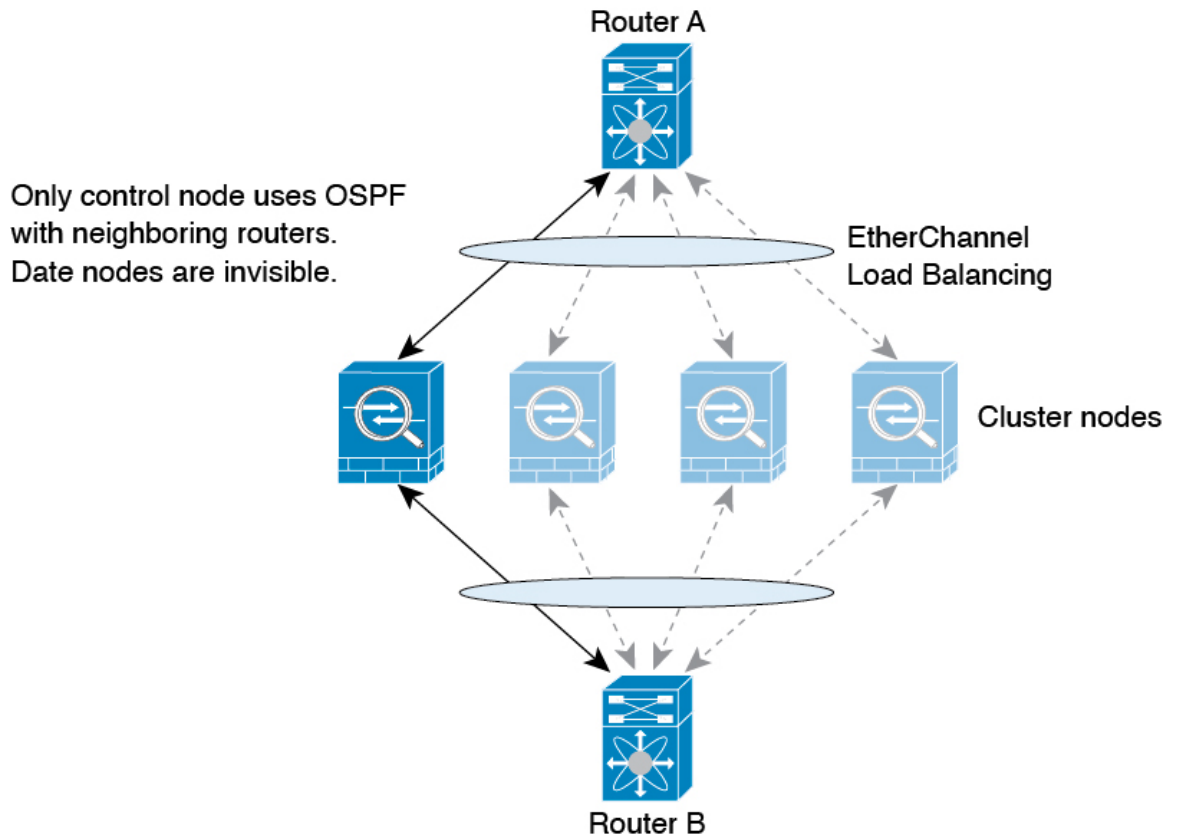 Router A
Only control node uses OSPF
with neighboring routers.
Date nodes are invisible.
EtherChannel
Load Balancing
Cluster nodes
Router B